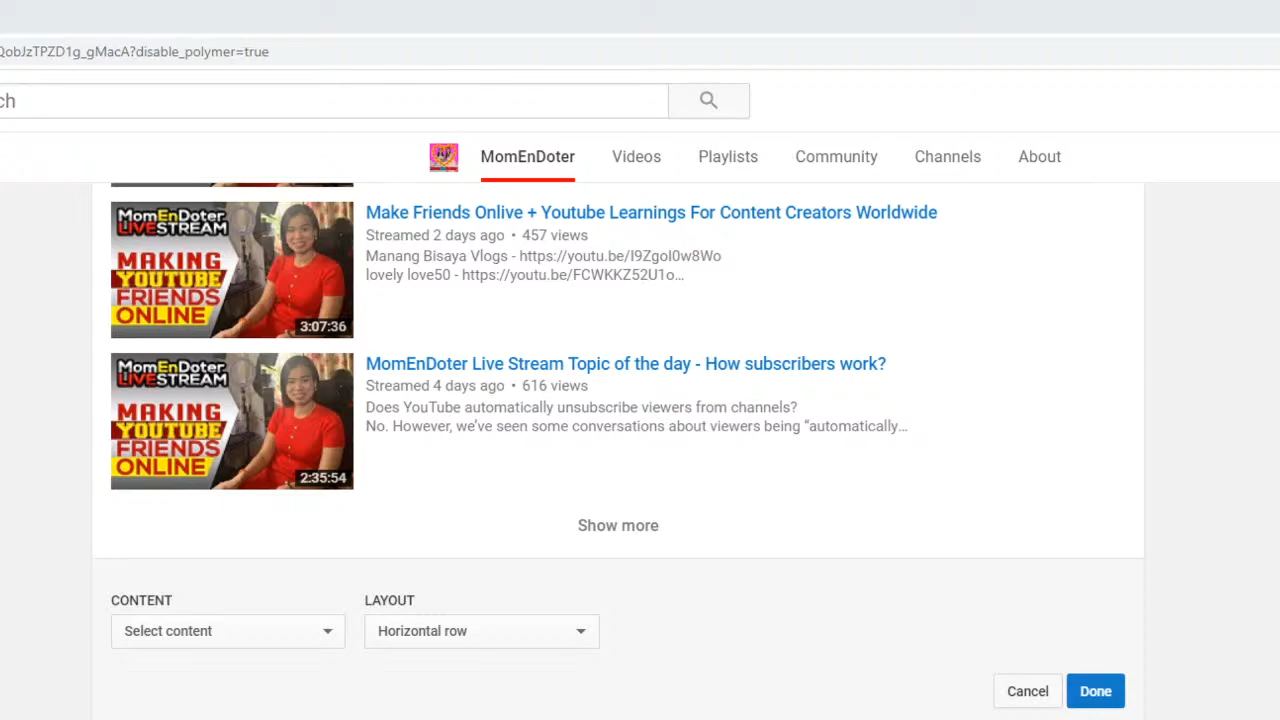 QobJzTPZD1g_gMacA?disable_polymer=true
ch
MomEnDoter
Videos
Playlists
Community
Channels
About
MomEnDoter
LIVESTREAM
MAKING
YOUTUBE
FRIENDS
ONLINE
3:07:36
Make Friends Onlive + Youtube Learnings For Content Creators Worldwide
Streamed 2 days ago • 457 views
Manang Bisaya Vlogs - https://youtu.be/I9ZgoI0w8Wo
lovely love50 - https://youtu.be/FCWKKZ52U1o...
MomEnDoter
LIVESTREAM
MAKING
YOUTUBE
FRIENDS
ONLINE
2:35:54
MomEnDoter Live Stream Topic of the day - How subscribers work?
Streamed 4 days ago • 616 views
Does YouTube automatically unsubscribe viewers from channels?
No. However, we've seen some conversations about viewers being “automatically...
Show more
CONTENT
LAYOUT
Select content
Horizontal row
Cancel
Done